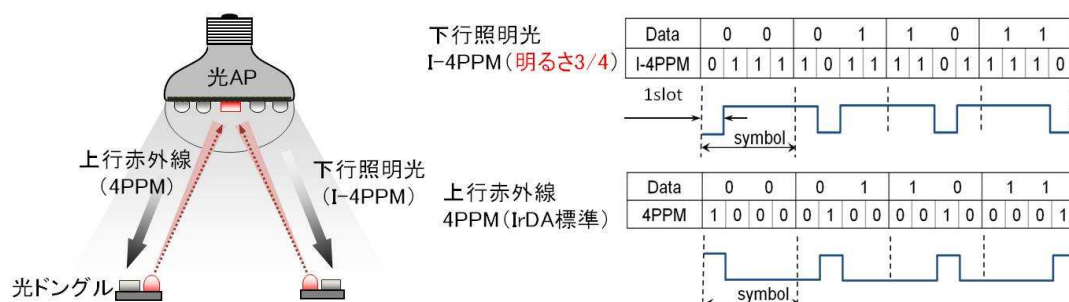 光AP
上行赤外線
(4PPM)
下行照明光
(I-4PPM)
光ドングル
下行照明光
I-4PPM(明るさ3/4)
Data 0 0 0 1 1 0 1 1
I-4PPM 0 1 1 1 1 0 1 1 1 1 0 1 1 1 1 0
1slot
symbol
上行赤外線
4PPM(IrDA標準)
Data 0 0 0 1 1 0 1 1
4PPM 1 0 0 0 0 1 0 0 0 0 1 0 0 0 0 1
symbol